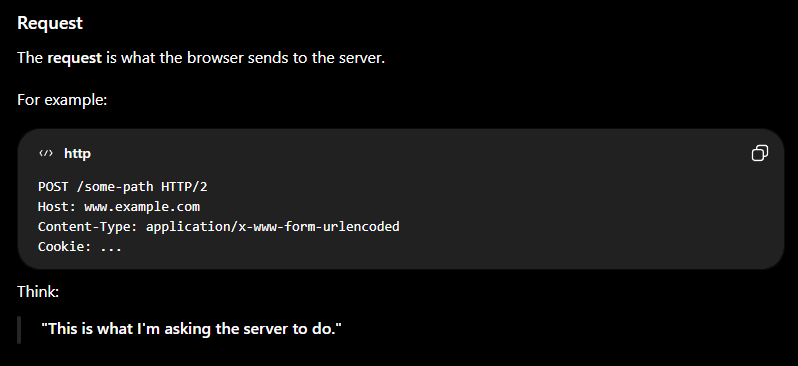 Request
The request is what the browser sends to the server.
For example:
</> http
POST /some-path HTTP/2
Host: www.example.com
Content-Type: application/x-www-form-urlencoded
Cookie: ...
Think:
"This is what I'm asking the server to do."